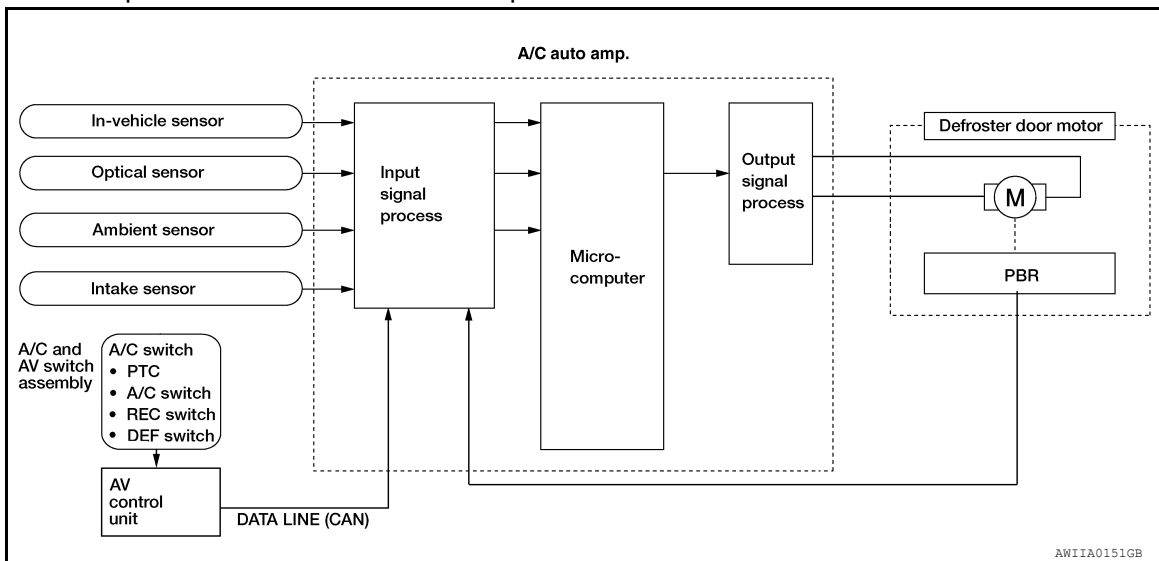 A/C auto amp.
In-vehicle sensor
Optical sensor
Ambient sensor
Intake sensor
Input
signal
process
Micro-
computer
Output
signal
process
Defroster door motor
M
PBR
A/C and
AV switch
assembly
A/C switch
• PTC
• A/C switch
• REC switch
• DEF switch
AV
control
unit
DATA LINE (CAN)
AWIIA0151GB